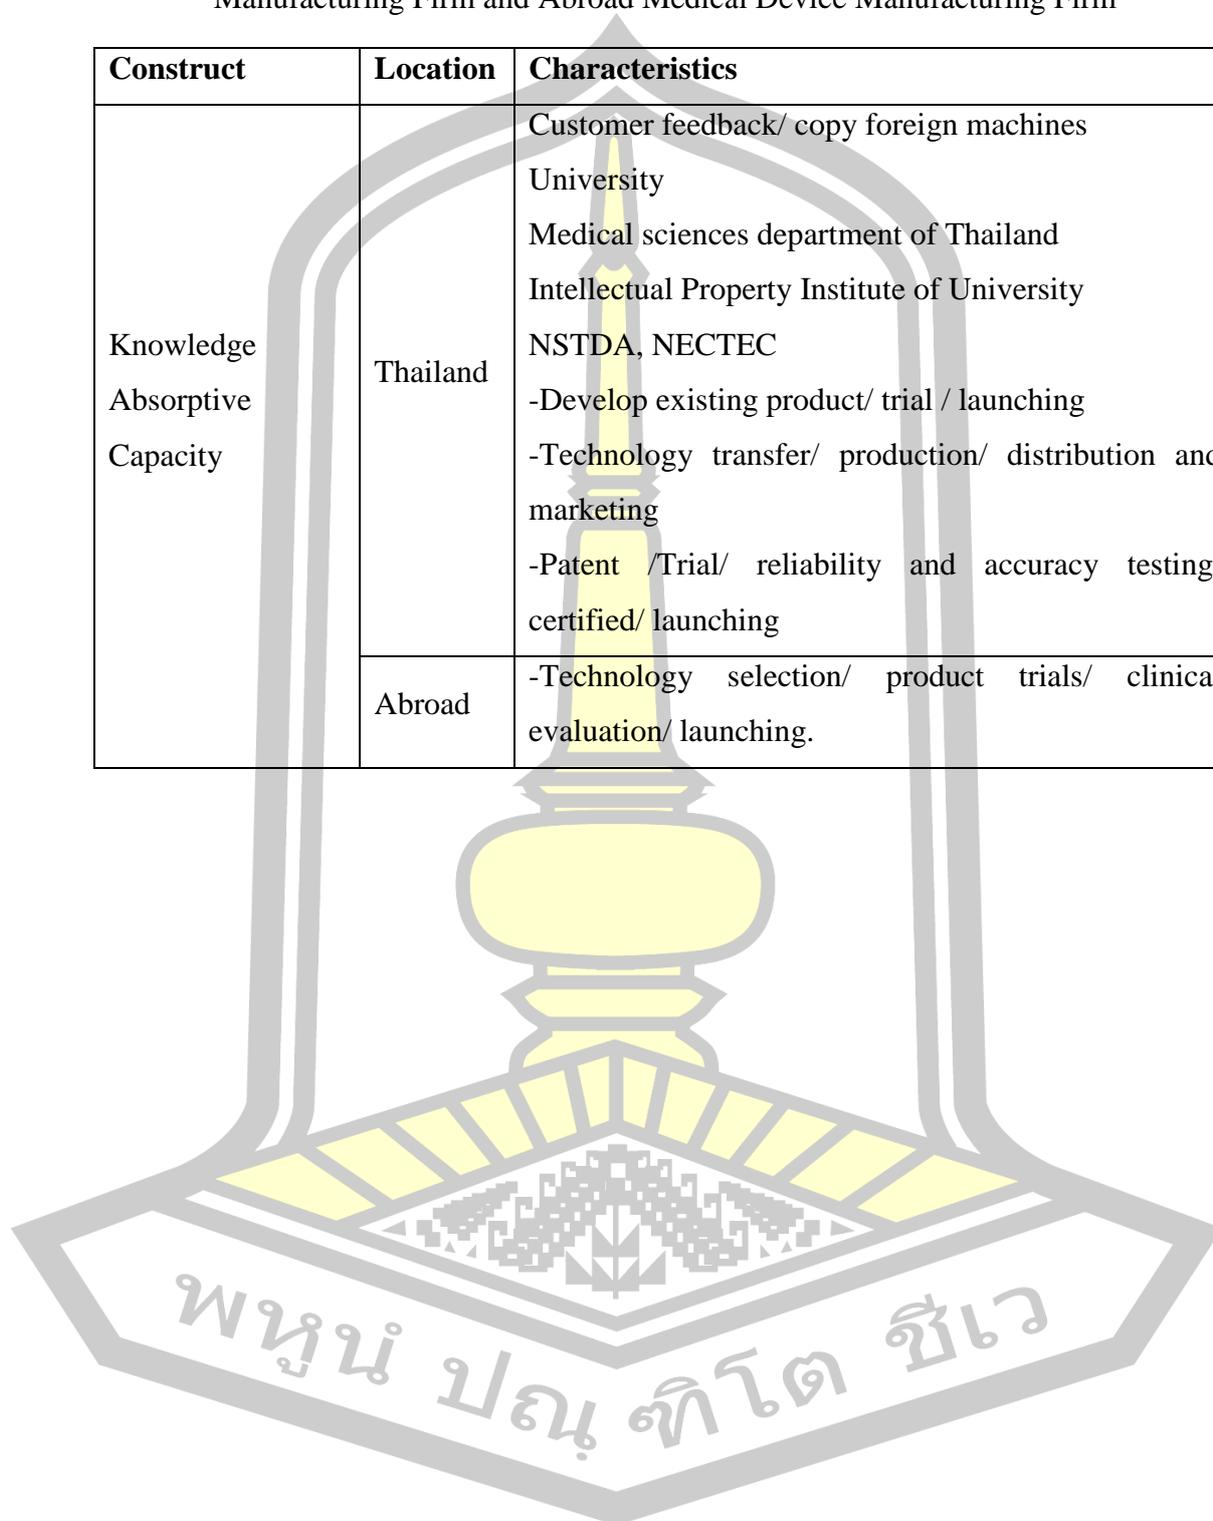 Manufacturing Firm and Abroad Medical Device Manufacturing Firm
Construct Location Characteristics
Knowledge
Absorptive
Capacity
Thailand
Customer feedback/ copy foreign machines
University
Medical sciences department of Thailand
Intellectual Property Institute of University
NSTDA, NECTEC
-Develop existing product/ trial / launching
-Technology transfer/ production/ distribution and
marketing
-Patent /Trial/ reliability and accuracy testing
certified/ launching
Abroad
-Technology selection/ product trials/
evaluation/ launching.
พหูนํ ปณฺฑิโต ชีเว